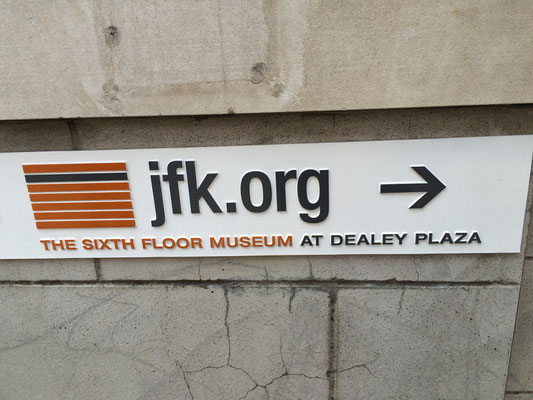 jfk.org →
THE SIXTH FLOOR MUSEUM AT DEALEY PLAZA